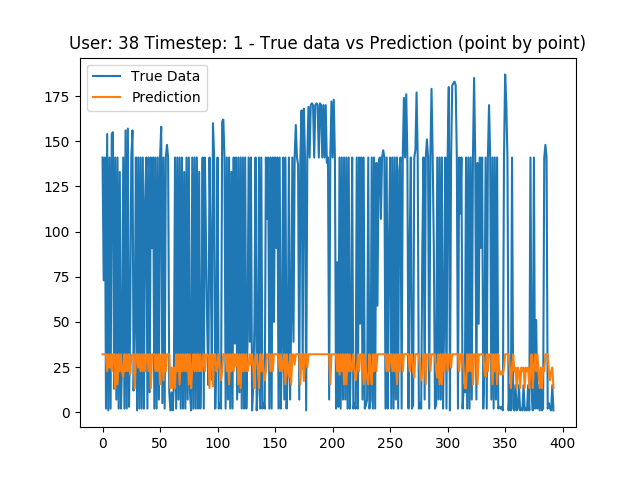 User: 38 Timestep: 1 - True data vs Prediction (point by point)
True Data
Prediction
175
150
125
100
75
50
25
0
0 50 100 150 200 250 300 350 400